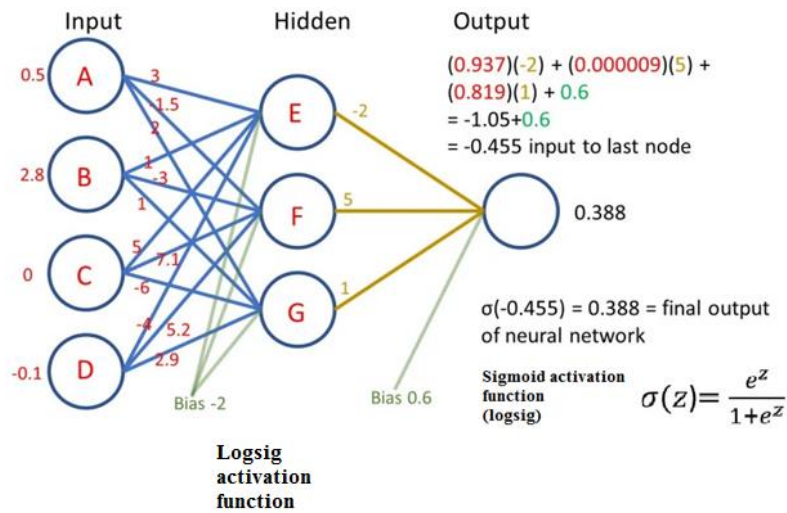 Input
Hidden
Output
0.5
A
3
-1.5
2
2.8
B
1
-3
1
0
C
5
7.1
-6
-0.1
D
-4
5.2
2.9
E
F
G
-2
5
1
Bias -2
Bias 0.6
0.388
(0.937)(-2) + (0.000009)(5) +
(0.819)(1) + 0.6
= -1.05+0.6
= -0.455 input to last node
σ(-0.455) = 0.388 = final output
of neural network
Sigmoid activation
function
(logsig)
σ(z)= e^z / 1+e^z
Logsig
activation
function